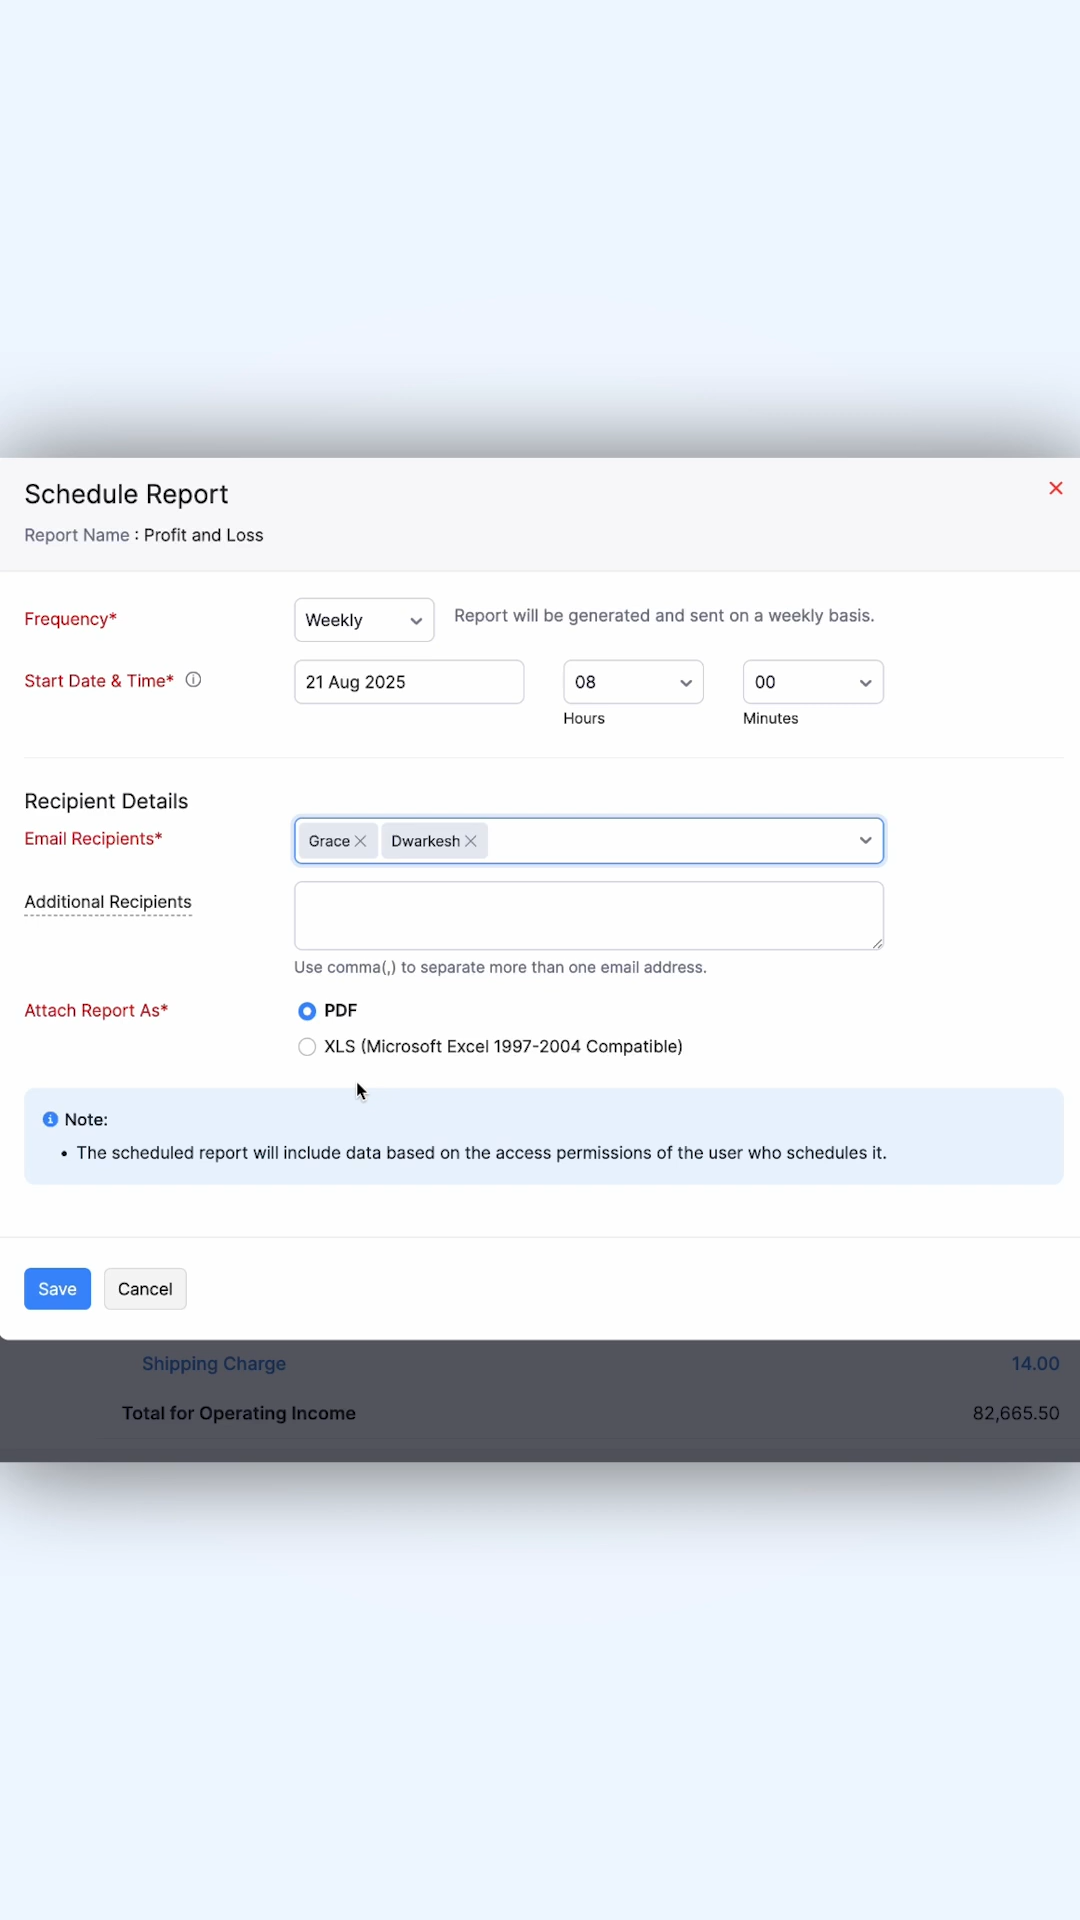 Schedule Report
Report Name : Profit and Loss
Frequency* Weekly Report will be generated and sent on a weekly basis.
Start Date & Time* 21 Aug 2025 08 00
Hours Minutes
Recipient Details
Email Recipients* Grace Dwarkesh
Additional Recipients
Use comma(,) to separate more than one email address.
Attach Report As* PDF
XLS (Microsoft Excel 1997-2004 Compatible)
Note:
• The scheduled report will include data based on the access permissions of the user who schedules it.
Save Cancel
Shipping Charge 14.00
Total for Operating Income 82,665.50